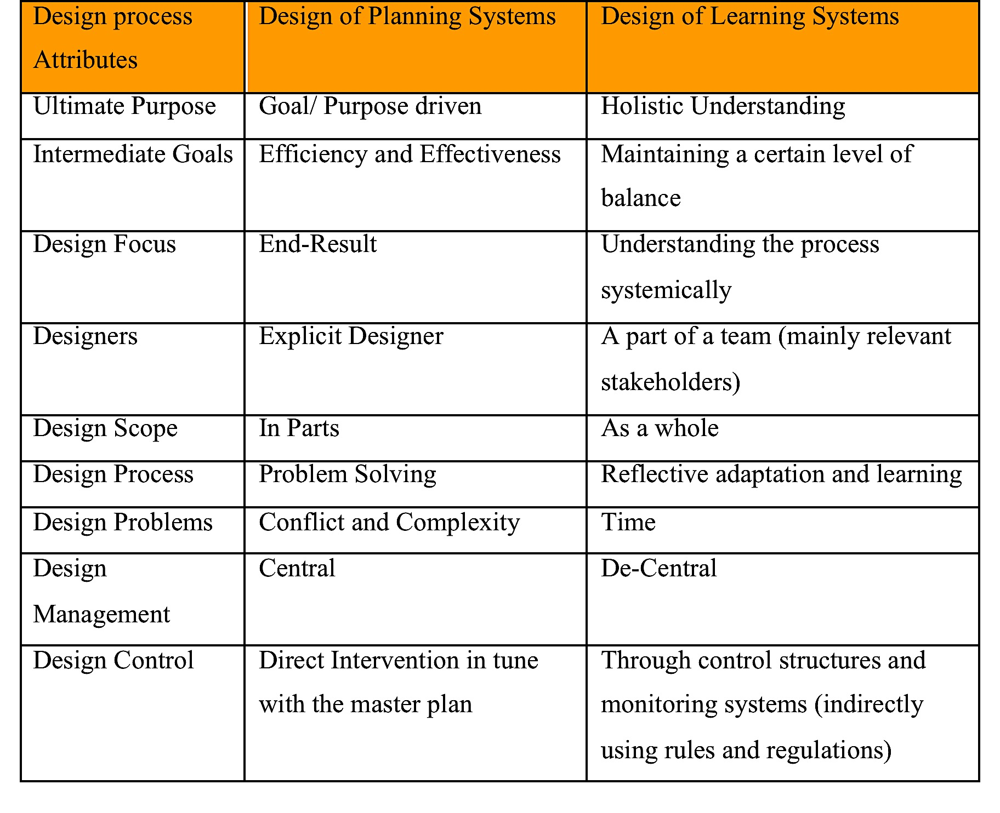 Design process
Attributes
Design of Planning Systems
Design of Learning Systems
Ultimate Purpose
Goal/ Purpose driven
Holistic Understanding
Intermediate Goals
Efficiency and Effectiveness
Maintaining a certain level of
balance
Design Focus
End-Result
Understanding the process
systemically
Designers
Explicit Designer
A part of a team (mainly relevant
stakeholders)
Design Scope
In Parts
As a whole
Design Process
Problem Solving
Reflective adaptation and learning
Design Problems
Conflict and Complexity
Time
Design
Management
Central
De-Central
Design Control
Direct Intervention in tune
with the master plan
Through control structures and
monitoring systems (indirectly
using rules and regulations)